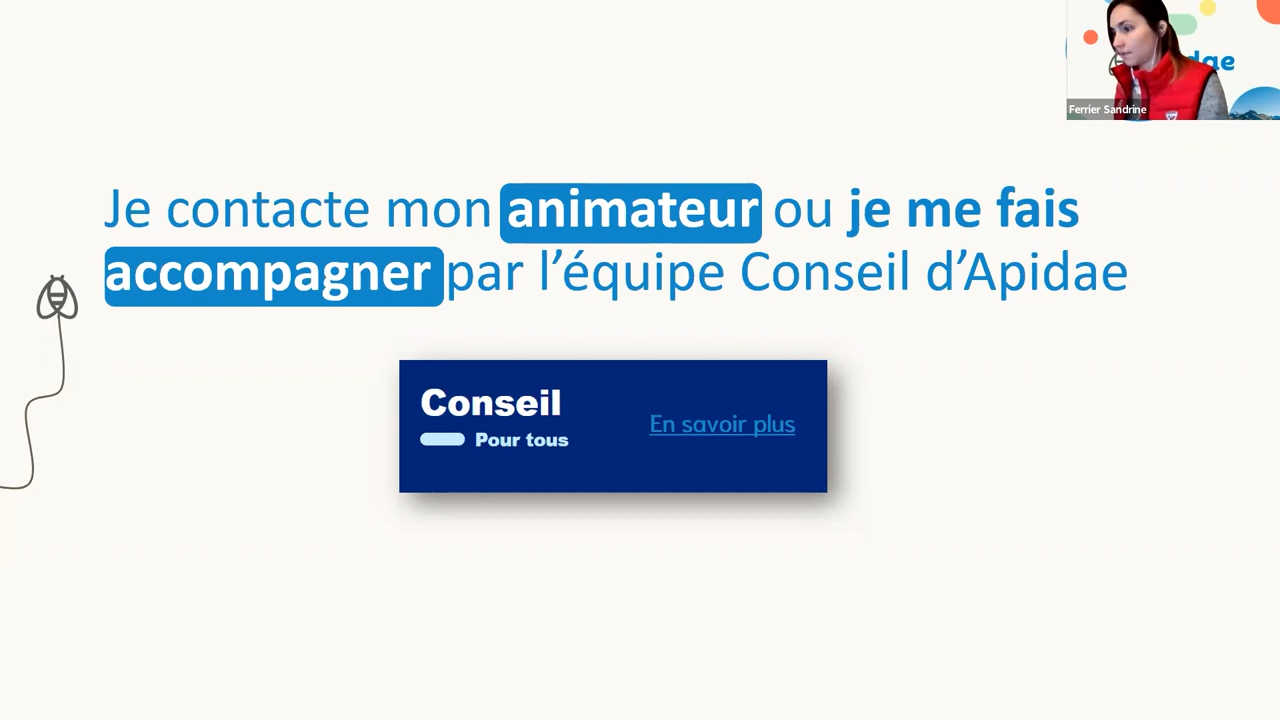 dae
Ferrier Sandrine
Je contacte mon animateur ou je me fais
accompagner par l’équipe Conseil d’Apidae
Conseil
Pour tous
En savoir plus